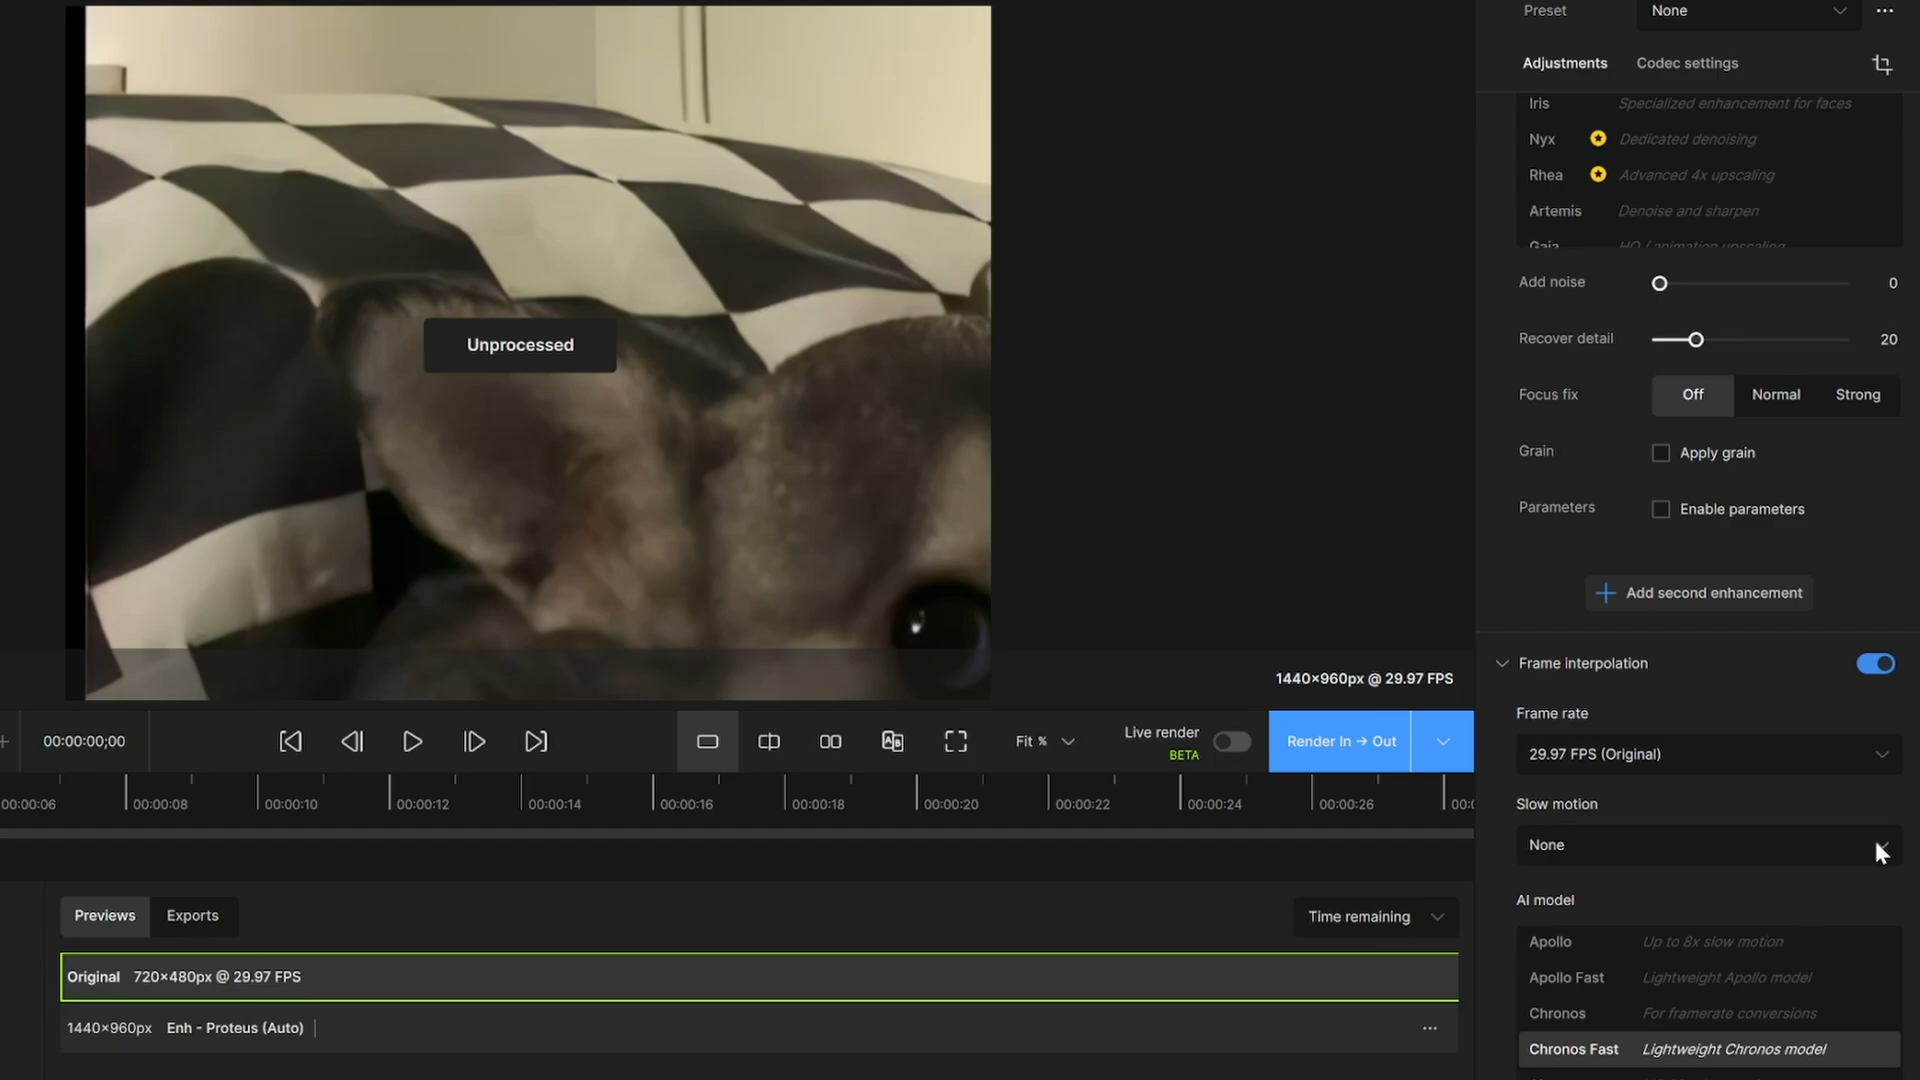 Preset None
Adjustments Codec settings
Iris Specialized enhancement for faces
Nyx Dedicated denoising
Rhea Advanced 4x upscaling
Artemis Denoise and sharpen
Gaia HQ / animation upscaling
Add noise 0
Recover detail 20
Focus fix Off Normal Strong
Grain Apply grain
Parameters Enable parameters
Add second enhancement
Frame interpolation
Frame rate
29.97 FPS (Original)
Slow motion
None
AI model
Apollo Up to 8x slow motion
Apollo Fast Lightweight Apollo model
Chronos For framerate conversions
Chronos Fast Lightweight Chronos model
Unprocessed
1440×960px @ 29.97 FPS
00:00:00;00
Fit %
Live render
BETA
Render In → Out
00:00:06 00:00:08 00:00:10 00:00:12 00:00:14 00:00:16 00:00:18 00:00:20 00:00:22 00:00:24 00:00:26 00:0
Previews Exports
Time remaining
Original 720×480px @ 29.97 FPS
1440×960px Enh - Proteus (Auto)